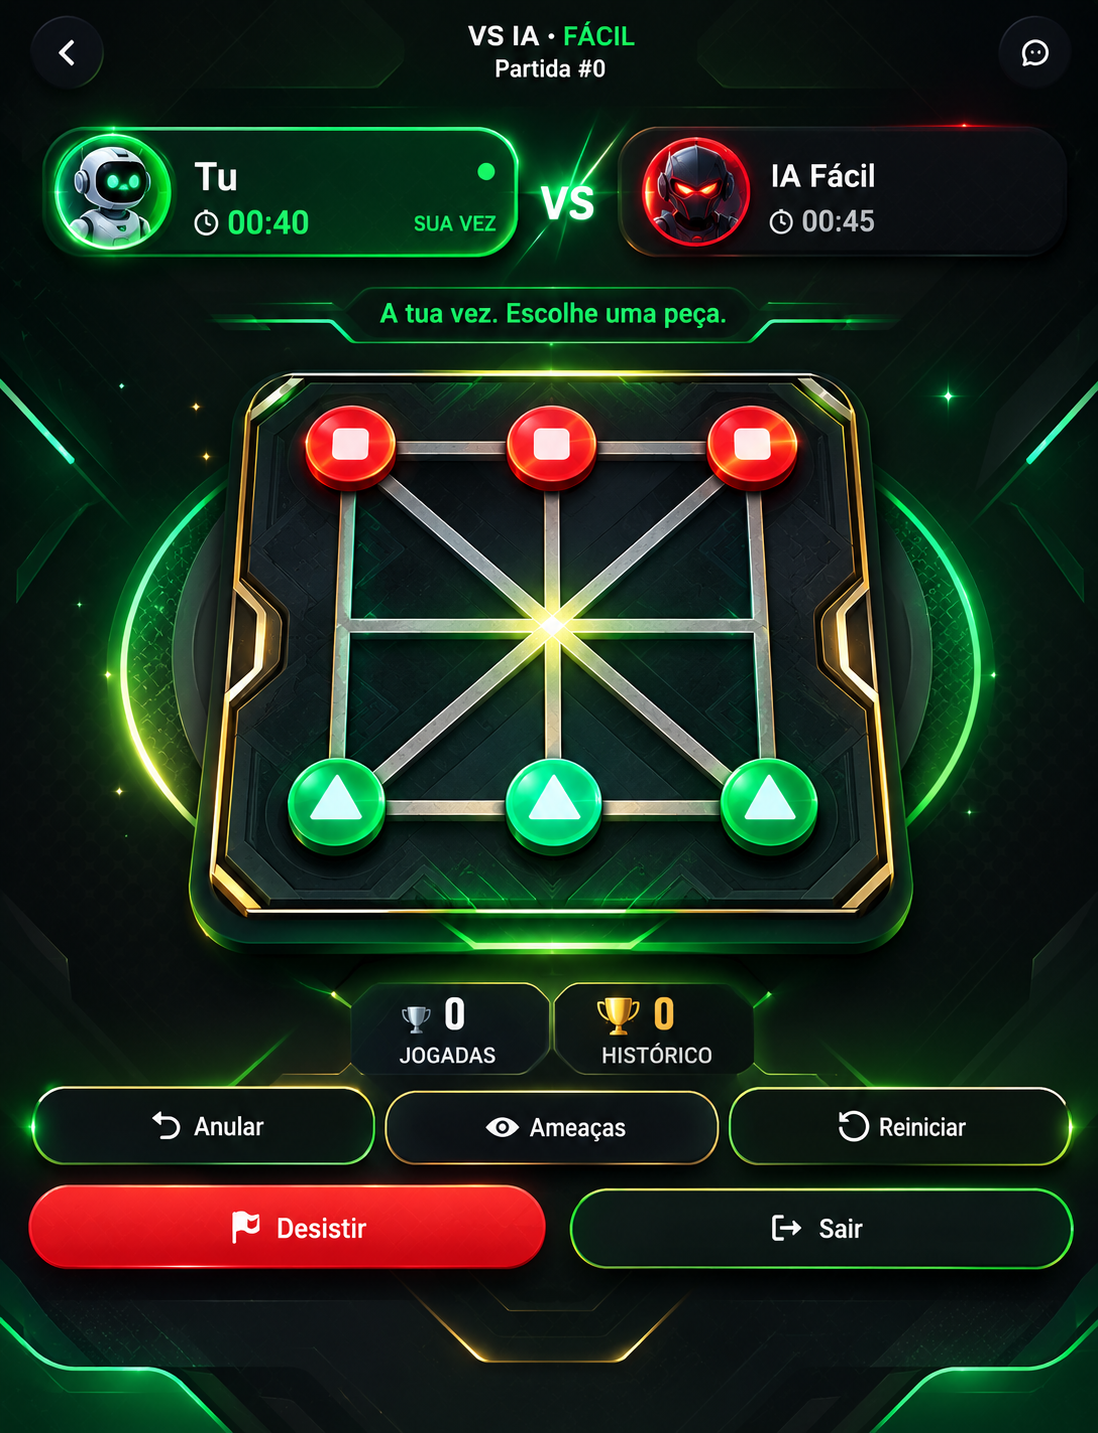 VS IA • FÁCIL
Partida #0
Tu
00:40
SUA VEZ
VS
IA Fácil
00:45
A tua vez. Escolhe uma peça.
0
JOGADAS
0
HISTÓRICO
Anular
Ameaças
Reiniciar
Desistir
Sair